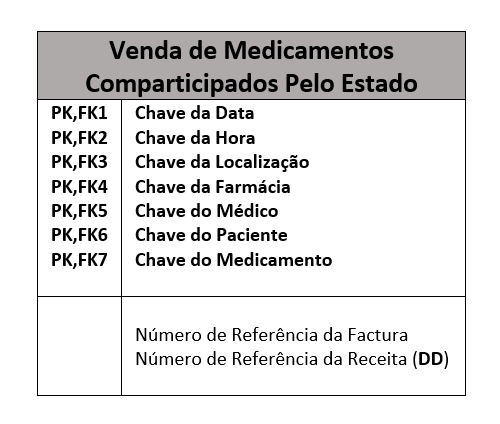 Venda de Medicamentos
Comparticipados Pelo Estado
PK,FK1 Chave da Data
PK,FK2 Chave da Hora
PK,FK3 Chave da Localização
PK,FK4 Chave da Farmácia
PK,FK5 Chave do Médico
PK,FK6 Chave do Paciente
PK,FK7 Chave do Medicamento
Número de Referência da Factura
Número de Referência da Receita (DD)